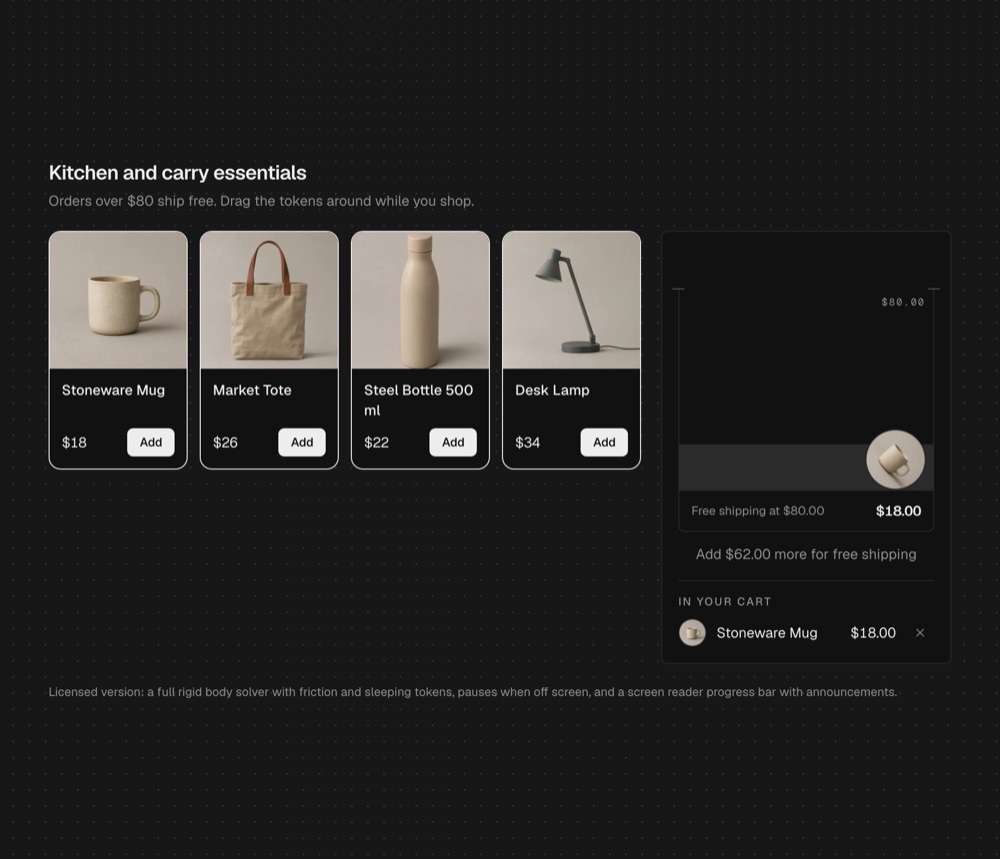 Kitchen and carry essentials
Orders over $80 ship free. Drag the tokens around while you shop.
Stoneware Mug
$18
Add
Market Tote
$26
Add
Steel Bottle 500
ml
$22
Add
Desk Lamp
$34
Add
$80.00
Free shipping at $80.00
$18.00
Add $62.00 more for free shipping
IN YOUR CART
Stoneware Mug
$18.00
×
Licensed version: a full rigid body solver with friction and sleeping tokens, pauses when off screen, and a screen reader progress bar with announcements.